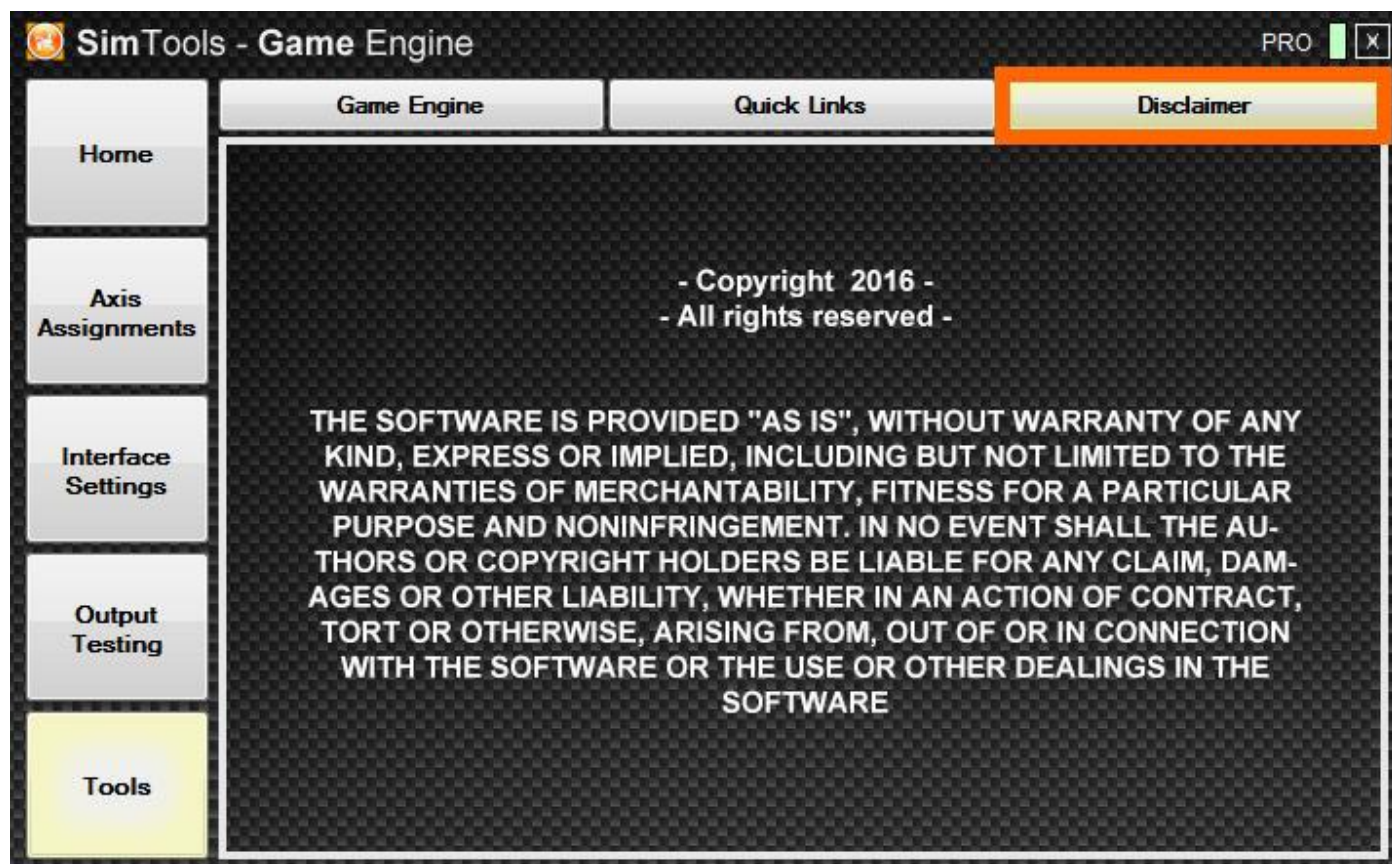 SimTools - Game Engine
PRO
X
Game Engine
Quick Links
Disclaimer
Home
Axis
Assignments
Interface
Settings
Output
Testing
Tools
- Copyright 2016 -
- All rights reserved -
THE SOFTWARE IS PROVIDED "AS IS", WITHOUT WARRANTY OF ANY
KIND, EXPRESS OR IMPLIED, INCLUDING BUT NOT LIMITED TO THE
WARRANTIES OF MERCHANTABILITY, FITNESS FOR A PARTICULAR
PURPOSE AND NONINFRINGEMENT. IN NO EVENT SHALL THE AU-
THORS OR COPYRIGHT HOLDERS BE LIABLE FOR ANY CLAIM, DAM-
AGES OR OTHER LIABILITY, WHETHER IN AN ACTION OF CONTRACT,
TORT OR OTHERWISE, ARISING FROM, OUT OF OR IN CONNECTION
WITH THE SOFTWARE OR THE USE OR OTHER DEALINGS IN THE
SOFTWARE